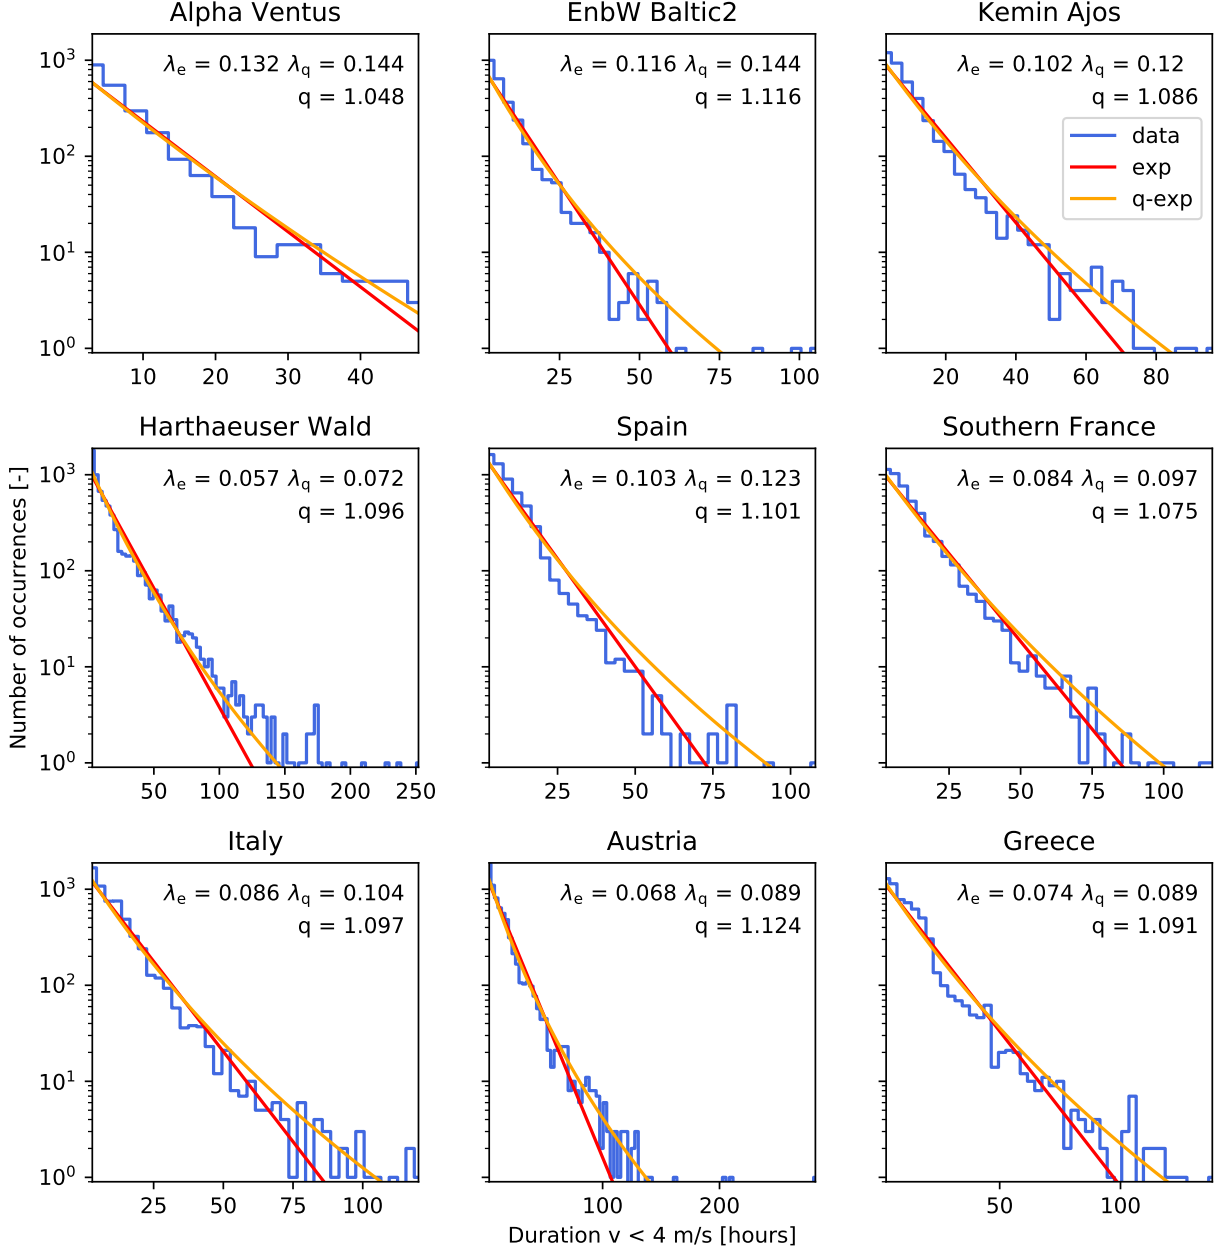 Alpha Ventus
λe = 0.132 λq = 0.144
q = 1.048
10³
10²
10¹
10⁰
10 20 30 40
EnbW Baltic2
λe = 0.116 λq = 0.144
q = 1.116
25 50 75 100
Kemin Ajos
λe = 0.102 λq = 0.12
q = 1.086
data
exp
q-exp
20 40 60 80
Number of occurrences [-]
Harthaeuser Wald
λe = 0.057 λq = 0.072
q = 1.096
10³
10²
10¹
10⁰
50 100 150 200 250
Spain
λe = 0.103 λq = 0.123
q = 1.101
25 50 75 100
Southern France
λe = 0.084 λq = 0.097
q = 1.075
25 50 75 100
Italy
λe = 0.086 λq = 0.104
q = 1.097
10³
10²
10¹
10⁰
25 50 75 100
Austria
λe = 0.068 λq = 0.089
q = 1.124
100 200
Greece
λe = 0.074 λq = 0.089
q = 1.091
50 100
Duration v < 4 m/s [hours]